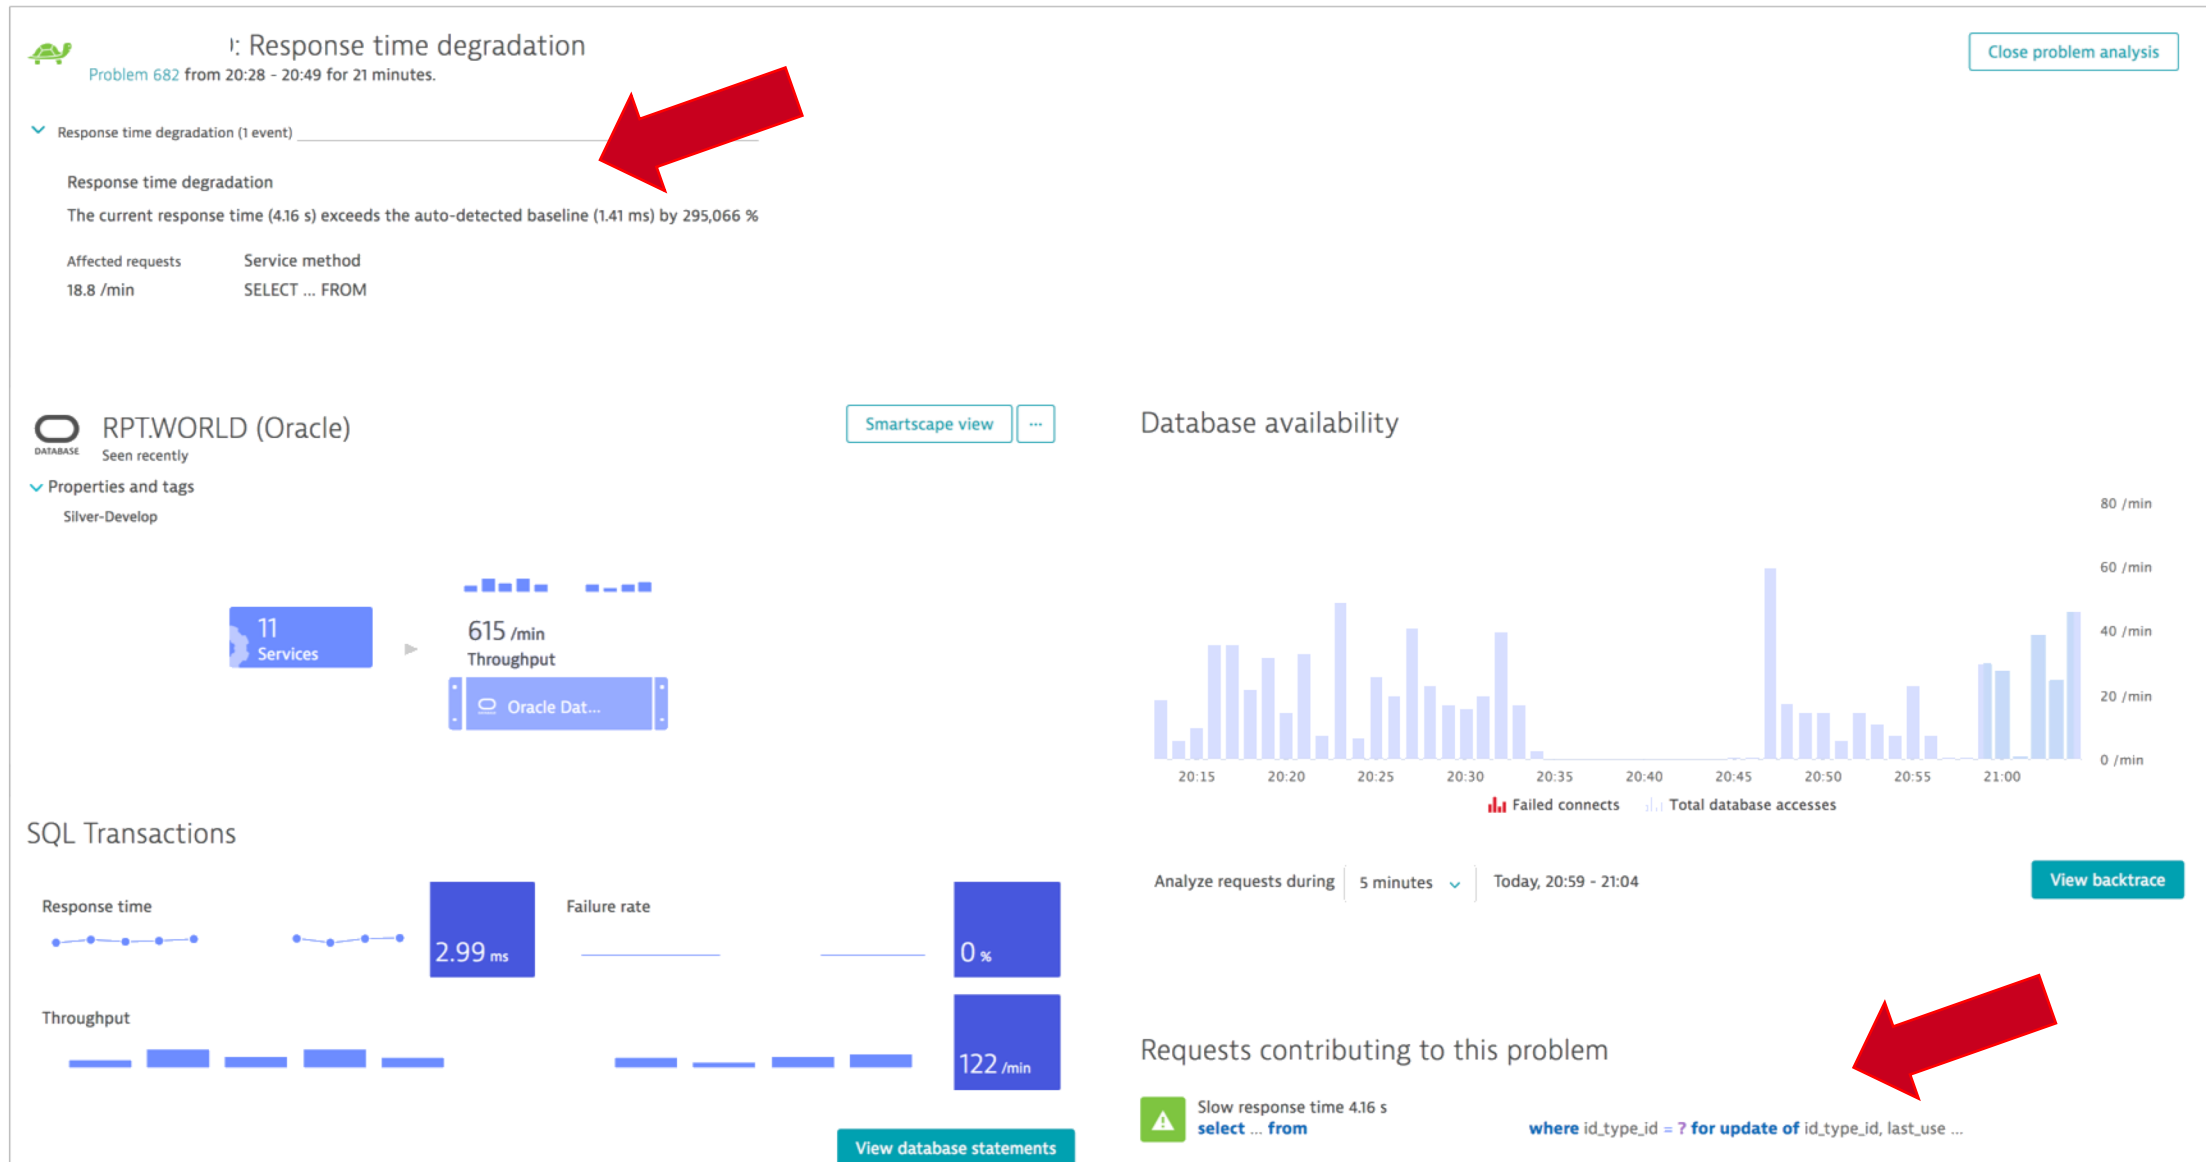 : Response time degradation
Close problem analysis
Problem 682 from 20:28 - 20:49 for 21 minutes.
Response time degradation (1 event)
Response time degradation
The current response time (4.16 s) exceeds the auto-detected baseline (1.41 ms) by 295,066 %
Affected requests Service method
18.8 /min SELECT ... FROM
DATABASE
RPT.WORLD (Oracle)
Seen recently
Smartscape view ...
Properties and tags
Silver-Develop
11
Services
615 /min
Throughput
Oracle Dat...
Database availability
80 /min
60 /min
40 /min
20 /min
0 /min
20:15 20:20 20:25 20:30 20:35 20:40 20:45 20:50 20:55 21:00
Failed connects Total database accesses
Analyze requests during 5 minutes Today, 20:59 - 21:04
View backtrace
SQL Transactions
Response time
2.99 ms
Failure rate
0 %
Throughput
122 /min
View database statements
Requests contributing to this problem
Slow response time 4.16 s
select ... from where id_type_id = ? for update of id_type_id, last_use ...